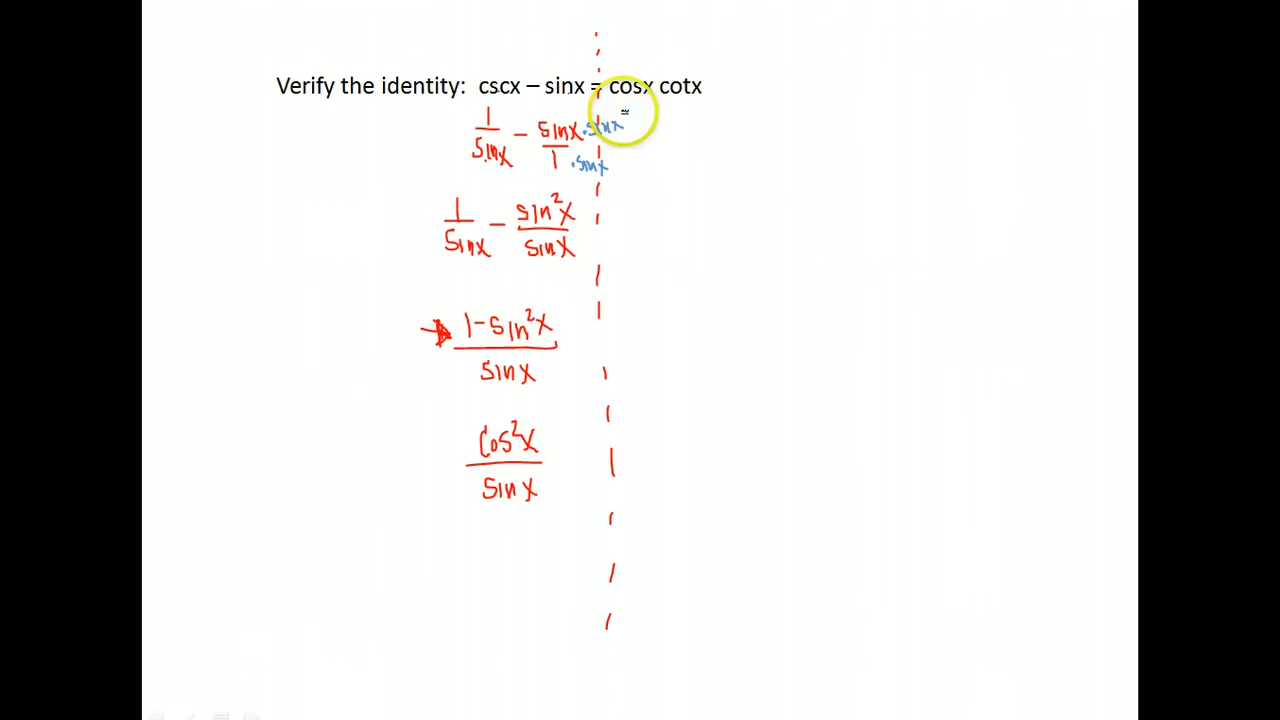 Verify the identity: cscx – sinx = cosx cotx
1/sinx − sinx/1 ·sinx/·sinx
1/sinx − sin²x/sinx
1−sin²x/sinx
cos²x/sinx